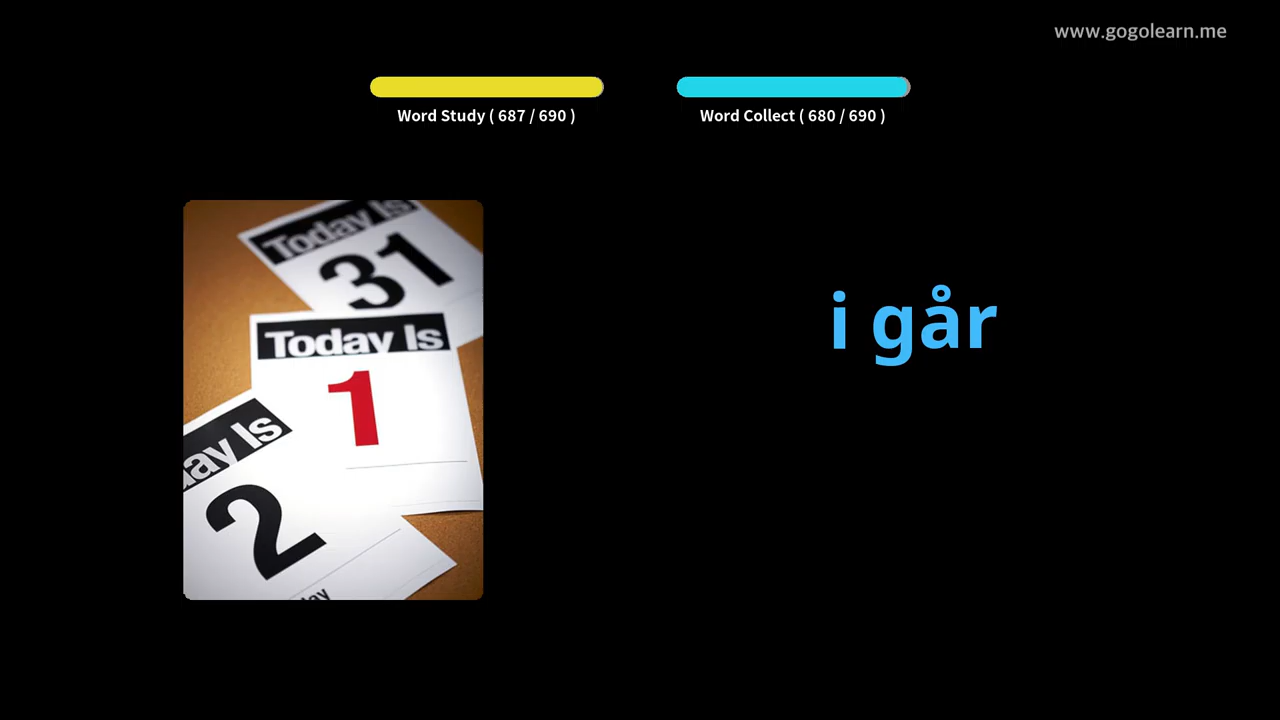 www.gogolearn.me
Word Study ( 687 / 690 )
Word Collect ( 680 / 690 )
Today Is
31
Today Is
1
ay Is
2
ay
i går